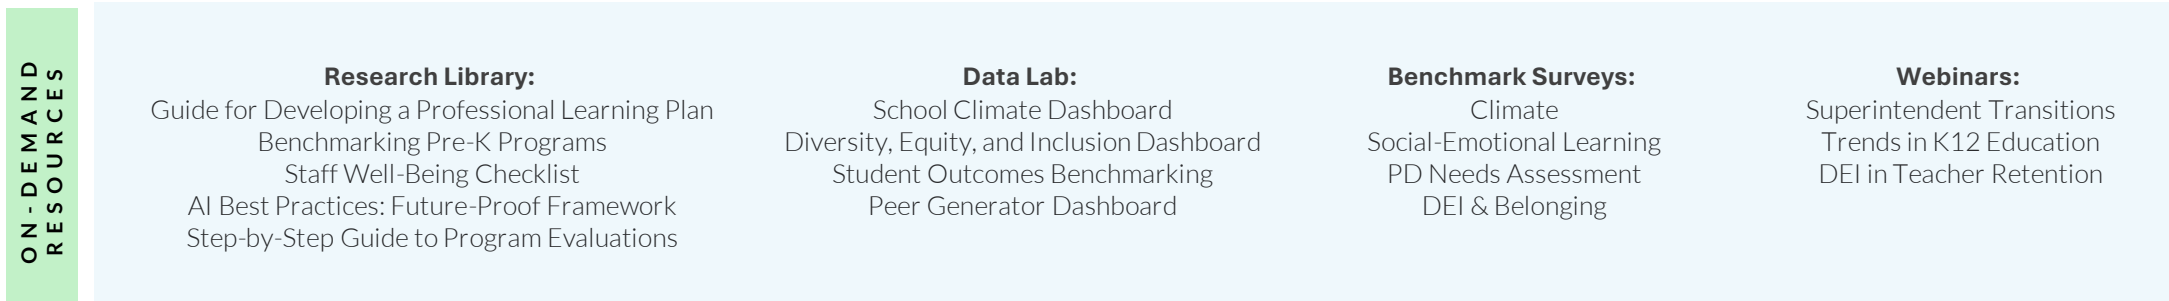 ON-DEMAND
RESOURCES
Research Library:
Guide for Developing a Professional Learning Plan
Benchmarking Pre-K Programs
Staff Well-Being Checklist
AI Best Practices: Future-Proof Framework
Step-by-Step Guide to Program Evaluations
Data Lab:
School Climate Dashboard
Diversity, Equity, and Inclusion Dashboard
Student Outcomes Benchmarking
Peer Generator Dashboard
Benchmark Surveys:
Climate
Social-Emotional Learning
PD Needs Assessment
DEI & Belonging
Webinars:
Superintendent Transitions
Trends in K12 Education
DEI in Teacher Retention